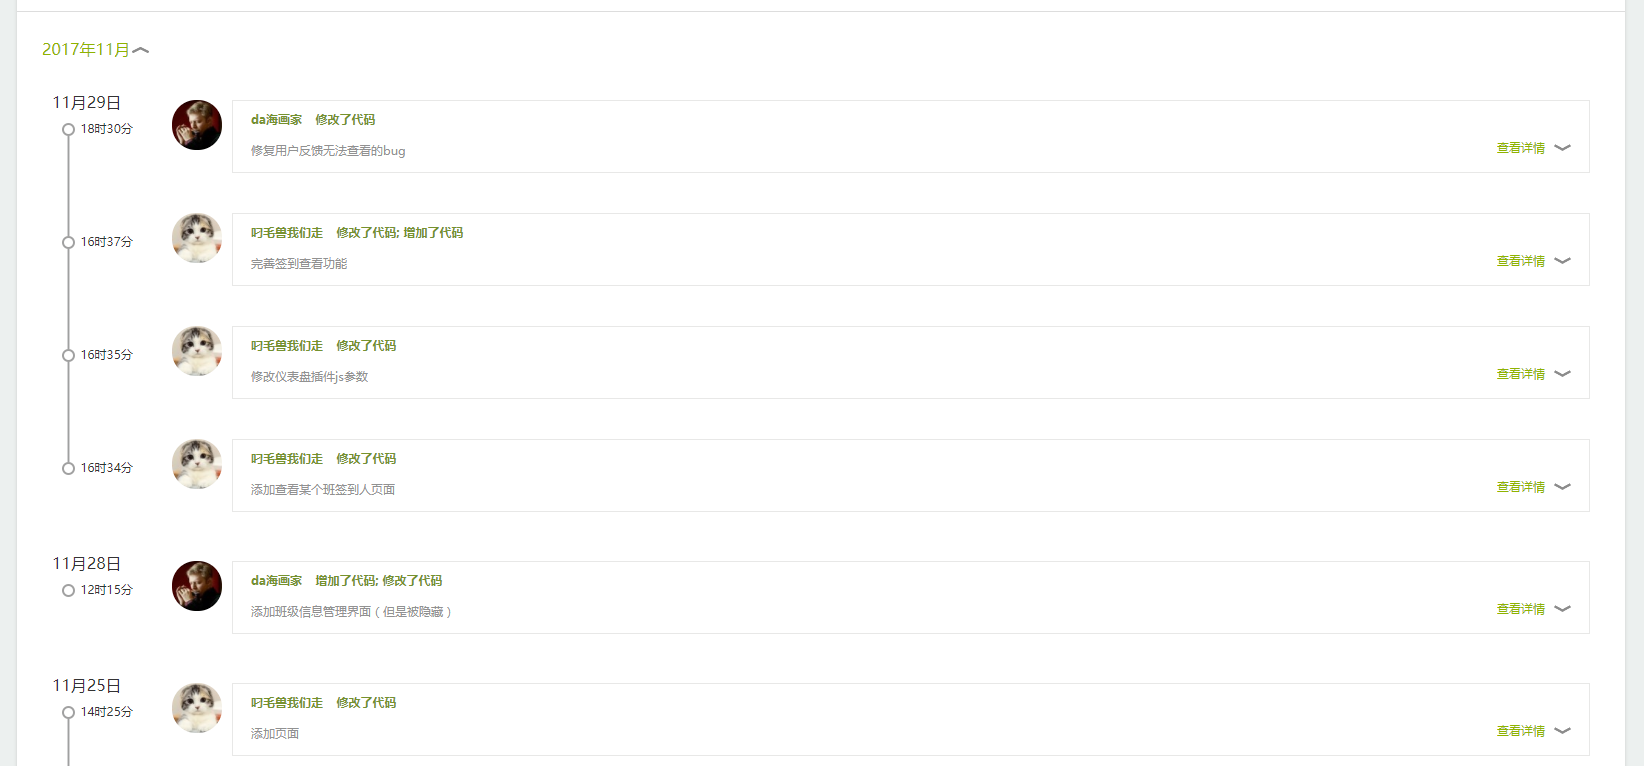 2017年11月
11月29日
18时30分
da海画家 修改了代码
修复用户反馈无法查看的bug
查看详情
16时37分
叼毛兽我们走 修改了代码; 增加了代码
完善签到查看功能
查看详情
16时35分
叼毛兽我们走 修改了代码
修改仪表盘插件js参数
查看详情
16时34分
叼毛兽我们走 修改了代码
添加查看某个班签到人页面
查看详情
11月28日
12时15分
da海画家 增加了代码; 修改了代码
添加班级信息管理界面（但是被隐藏）
查看详情
11月25日
14时25分
叼毛兽我们走 修改了代码
添加页面
查看详情